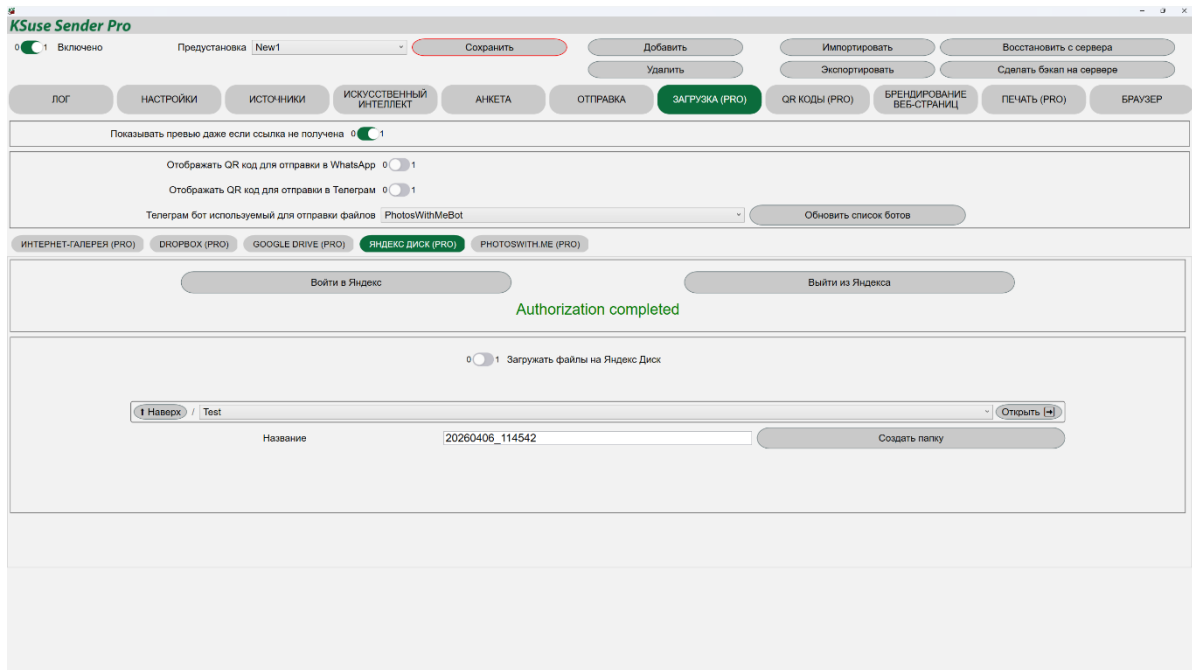 KSuse Sender Pro
0 1 Включено Предустановка New1 Сохранить Добавить Импортировать Восстановить с сервера
Удалить Экспортировать Сделать бэкап на сервере
ЛОГ НАСТРОЙКИ ИСТОЧНИКИ ИСКУССТВЕННЫЙ ИНТЕЛЛЕКТ АНКЕТА ОТПРАВКА ЗАГРУЗКА (PRO) QR КОДЫ (PRO) БРЕНДИРОВАНИЕ ВЕБ-СТРАНИЦ ПЕЧАТЬ (PRO) БРАУЗЕР
Показывать превью даже если ссылка не получена 0 1
Отображать QR код для отправки в WhatsApp 0 1
Отображать QR код для отправки в Телеграм 0 1
Телеграм бот используемый для отправки файлов PhotosWithMeBot Обновить список ботов
ИНТЕРНЕТ-ГАЛЕРЕЯ (PRO) DROPBOX (PRO) GOOGLE DRIVE (PRO) ЯНДЕКС ДИСК (PRO) PHOTOSWITH.ME (PRO)
Войти в Яндекс Выйти из Яндекса
Authorization completed
0 1 Загружать файлы на Яндекс Диск
⬆ Наверх / Test Открыть
Название 20260406_114542 Создать папку